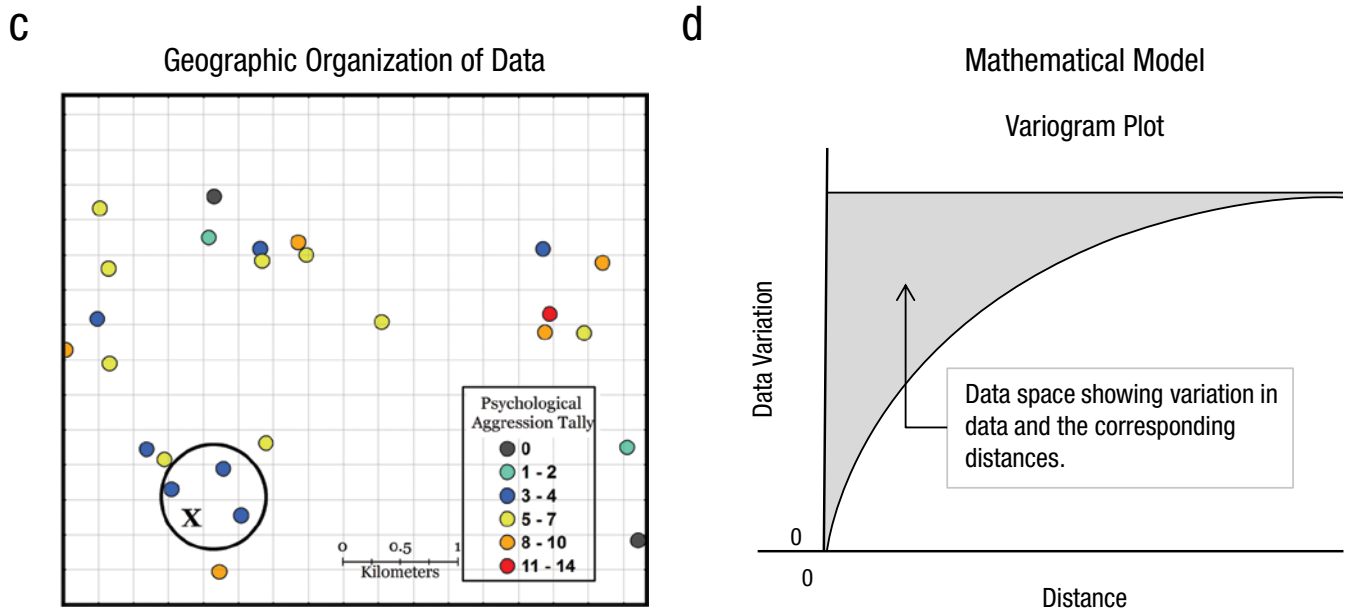 c
Geographic Organization of Data
X
0 0.5 1
Kilometers
Psychological
Aggression Tally
0
1 - 2
3 - 4
5 - 7
8 - 10
11 - 14
d
Mathematical Model
Variogram Plot
Data Variation
Data space showing variation in
data and the corresponding
distances.
0
0
Distance